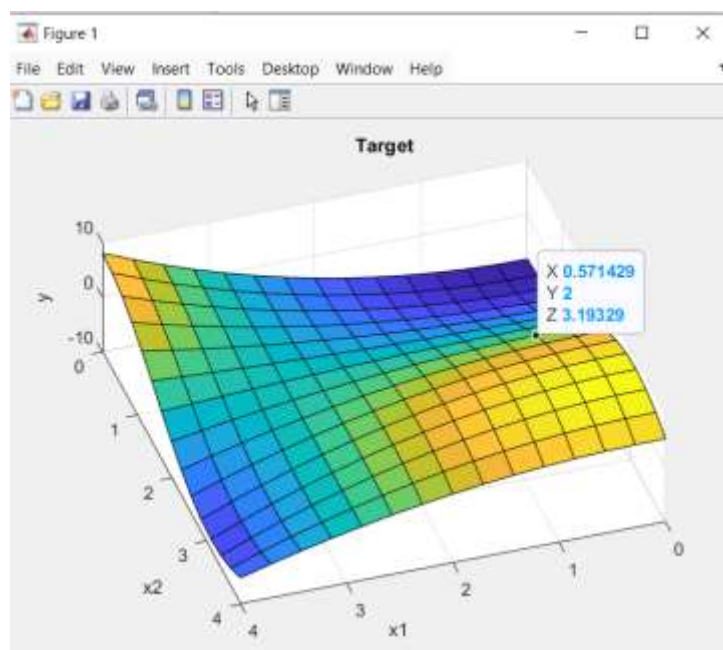 Figure 1
File Edit View Insert Tools Desktop Window Help
Target
10
0
-10
y
X 0.571429
Y 2
Z 3.19329
0
1
2
3
4
x2
4
3
2
1
0
x1